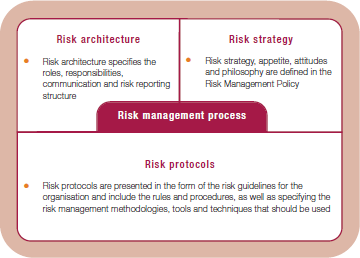 Risk architecture
Risk architecture specifies the
roles, responsibilities,
communication and risk reporting
structure
Risk strategy
Risk strategy, appetite, attitudes
and philosophy are defined in the
Risk Management Policy
Risk management process
Risk protocols
Risk protocols are presented in the form of the risk guidelines for the
organisation and include the rules and procedures, as well as specifying the
risk management methodologies, tools and techniques that should be used